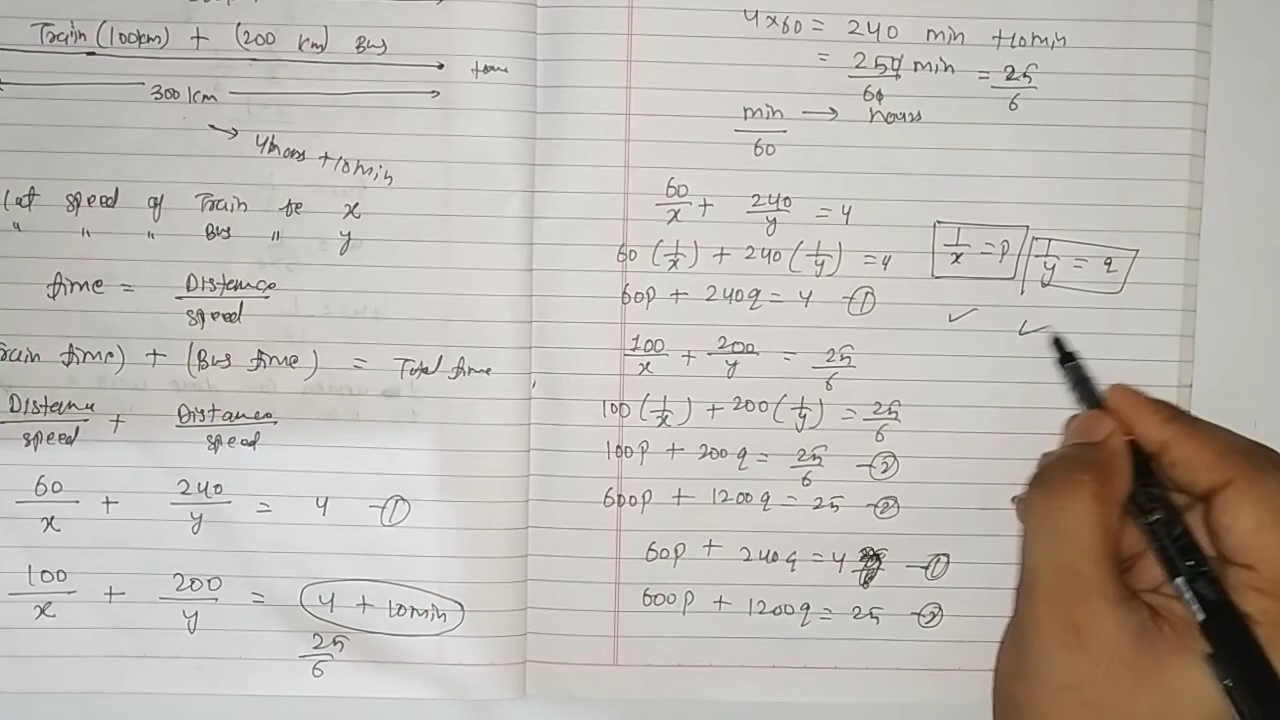 Train (100km) + (200 km) Bus
300 km
4hours + 10 min
Let speed of Train be x
" " " Bus " y
time = Distance / speed
Train time) + (Bus time) = Total time
Distance / speed + Distance / speed
60/x + 240/y = 4 —①
100/x + 200/y = 4 + 10min
25/6
4×60 = 240 min +10min
= 250/60 min = 25/6
min/60 → hours
60/x + 240/y = 4
60 (1/x) + 240 (1/y) = 4
1/x = p 1/y = q
60p + 240q = 4 —①
100/x + 200/y = 25/6
100 (1/x) + 200 (1/y) = 25/6
100p + 200q = 25/6 —②
600p + 1200q = 25 —②
60p + 240q = 4 —①
600p + 1200q = 25 —②